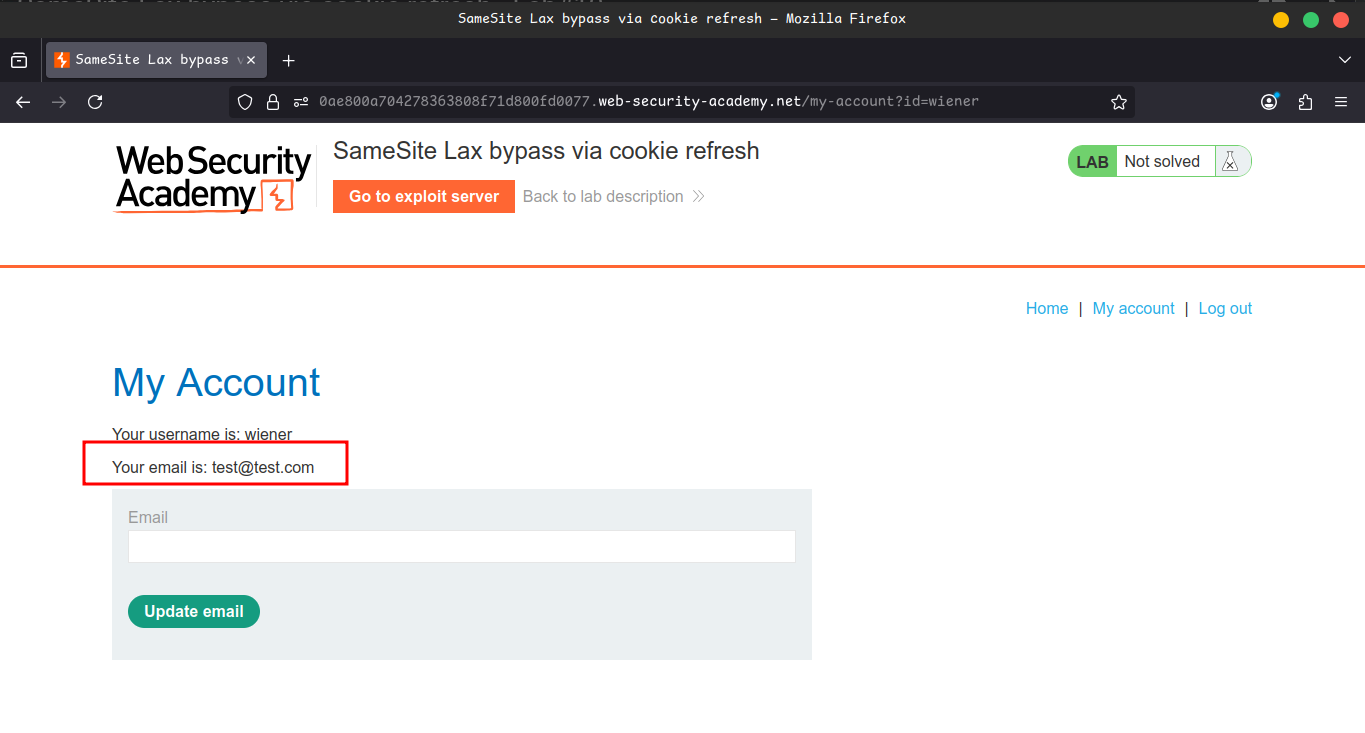 SameSite Lax bypass via cookie refresh — Mozilla Firefox
SameSite Lax bypass v
0ae800a704278363808f71d800fd0077.web-security-academy.net/my-account?id=wiener
Web Security
Academy
SameSite Lax bypass via cookie refresh
LAB Not solved
Go to exploit server Back to lab description
Home | My account | Log out
My Account
Your username is: wiener
Your email is: test@test.com
Email
Update email